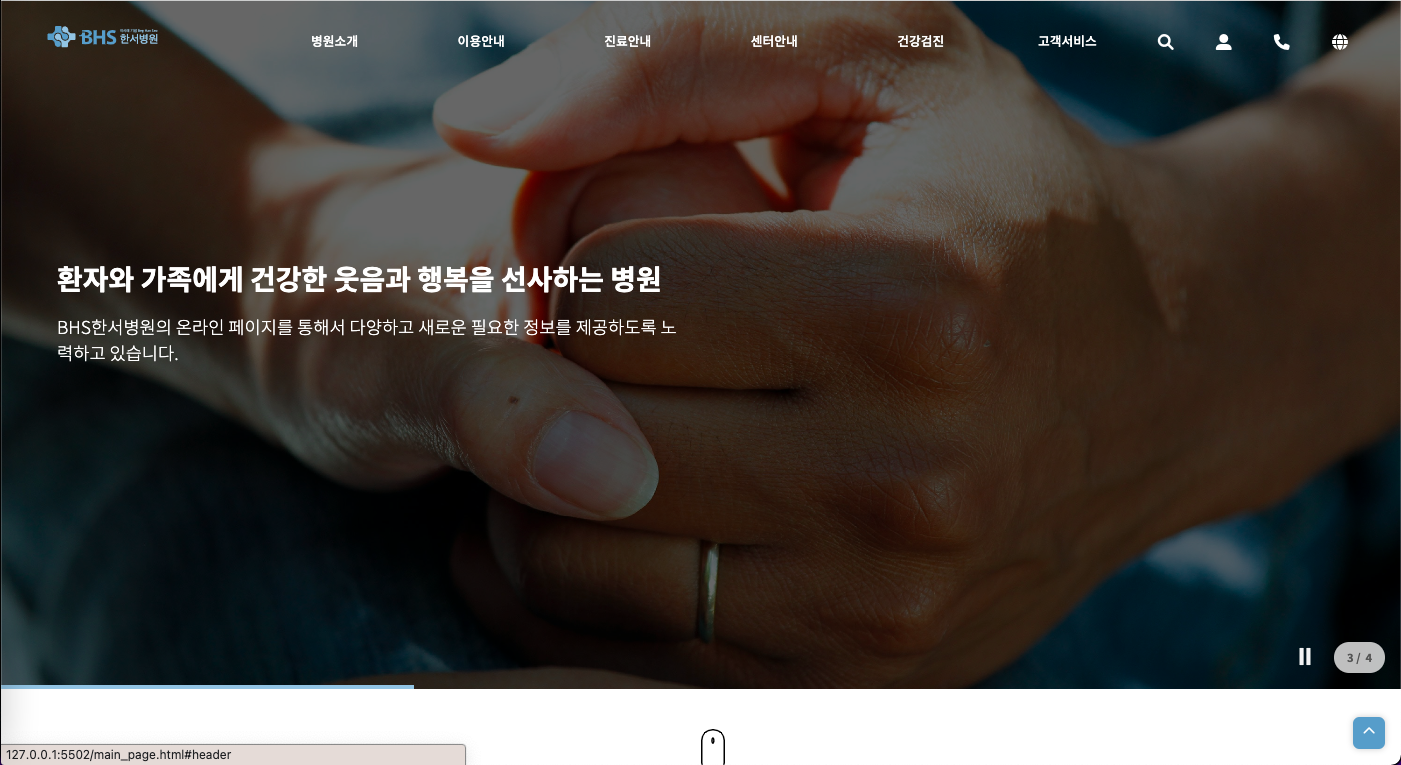 BHS 한서병원
병원소개
이용안내
진료안내
센터안내
건강검진
고객서비스
환자와 가족에게 건강한 웃음과 행복을 선사하는 병원
BHS한서병원의 온라인 페이지를 통해서 다양하고 새로운 필요한 정보를 제공하도록 노
력하고 있습니다.
3 / 4
127.0.0.1:5502/main_page.html#header